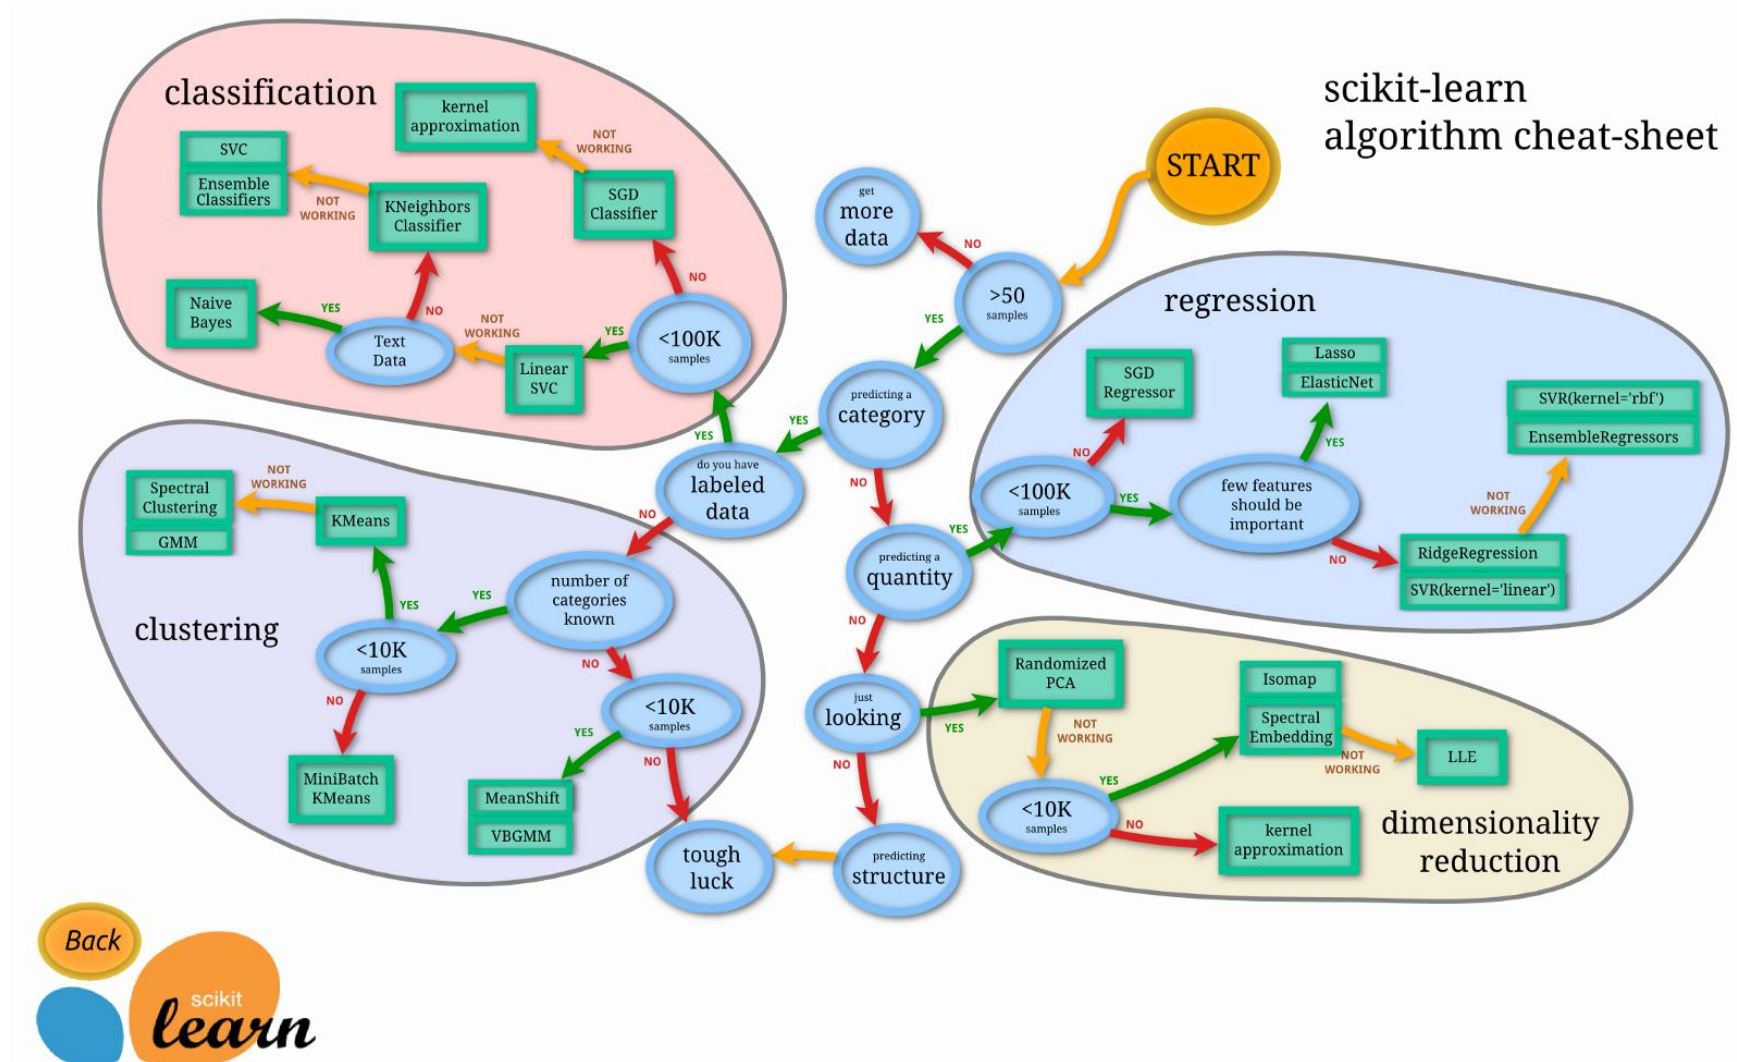 scikit-learn
algorithm cheat-sheet
START
classification
kernel
approximation
NOT
WORKING
SVC
Ensemble
Classifiers
NOT
WORKING
KNeighbors
Classifier
SGD
Classifier
NO
Naive
Bayes
YES
Text
Data
NO
NOT
WORKING
Linear
SVC
YES
<100K
samples
get
more
data
NO
>50
samples
YES
predicting a
category
YES
NO
do you have
labeled
data
YES
NO
regression
SGD
Regressor
NO
Lasso
ElasticNet
YES
SVR(kernel='rbf')
EnsembleRegressors
<100K
samples
YES
few features
should be
important
NOT
WORKING
NO
RidgeRegression
SVR(kernel='linear')
predicting a
quantity
YES
NO
clustering
Spectral
Clustering
GMM
NOT
WORKING
KMeans
YES
number of
categories
known
YES
NO
<10K
samples
NO
MiniBatch
KMeans
<10K
samples
YES
NO
MeanShift
VBGMM
just
looking
YES
NO
Randomized
PCA
NOT
WORKING
<10K
samples
YES
NO
Isomap
Spectral
Embedding
NOT
WORKING
LLE
kernel
approximation
dimensionality
reduction
tough
luck
predicting
structure
Back
scikit
learn